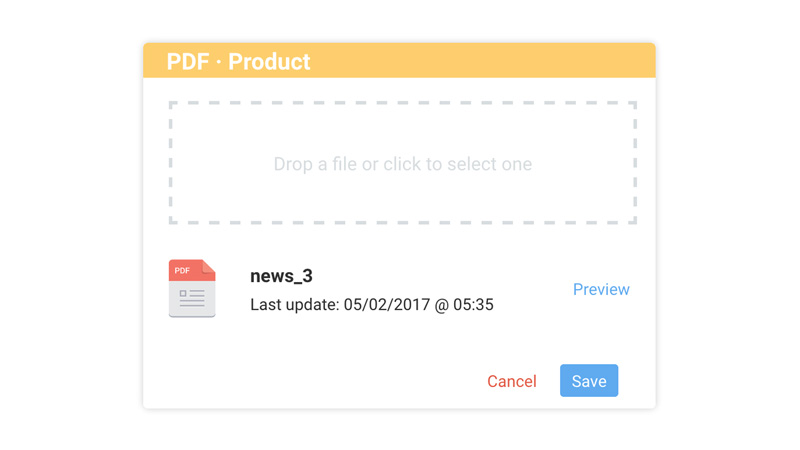 PDF · Product
Drop a file or click to select one
PDF
news_3
Last update: 05/02/2017 @ 05:35
Preview
Cancel
Save